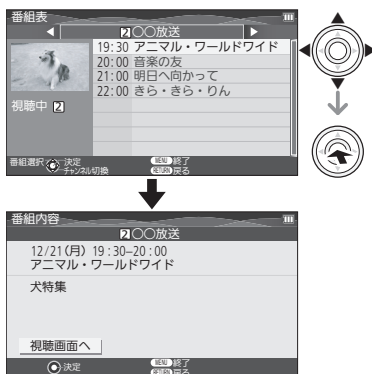 番組表
2〇〇放送
19:30 アニマル・ワールドワイド
20:00 音楽の友
21:00 明日へ向かって
22:00 きら・きら・りん
視聴中 2
番組選択 決定 MENU 終了
チャンネル切換 RETURN 戻る
番組内容
2〇〇放送
12/21(月) 19:30–20:00
アニマル・ワールドワイド
犬特集
視聴画面へ
決定 MENU 終了
RETURN 戻る